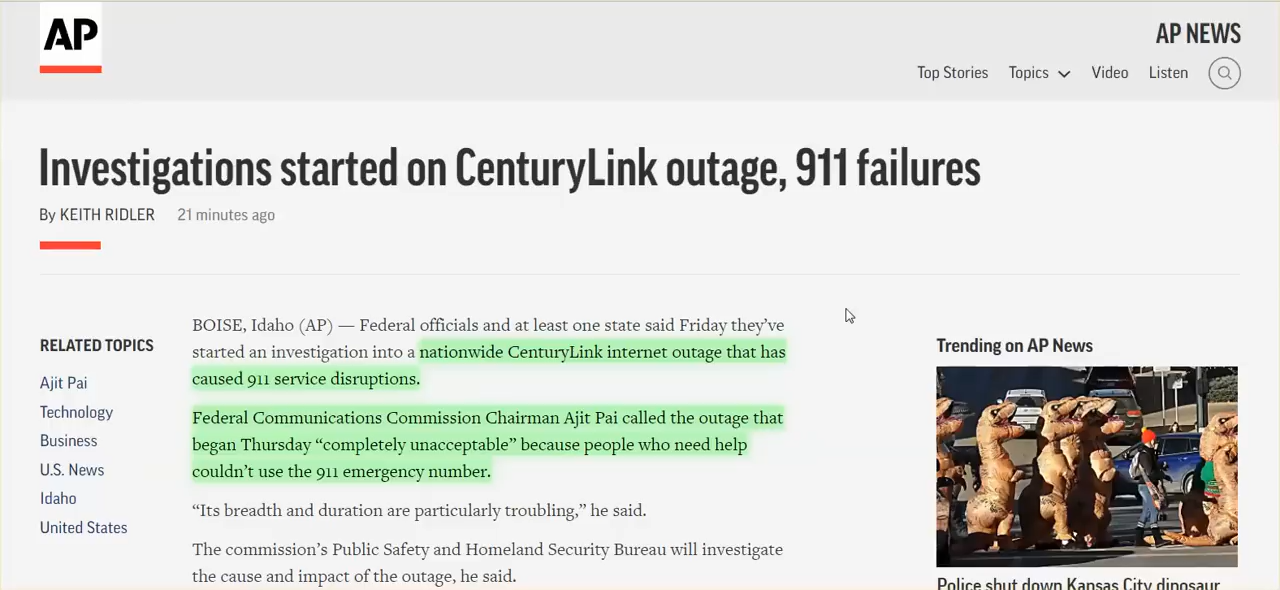 AP
AP NEWS
Top Stories Topics Video Listen
Investigations started on CenturyLink outage, 911 failures
By KEITH RIDLER 21 minutes ago
RELATED TOPICS
Ajit Pai
Technology
Business
U.S. News
Idaho
United States
BOISE, Idaho (AP) — Federal officials and at least one state said Friday they’ve
started an investigation into a nationwide CenturyLink internet outage that has
caused 911 service disruptions.
Federal Communications Commission Chairman Ajit Pai called the outage that
began Thursday “completely unacceptable” because people who need help
couldn’t use the 911 emergency number.
“Its breadth and duration are particularly troubling,” he said.
The commission’s Public Safety and Homeland Security Bureau will investigate
the cause and impact of the outage, he said.
Trending on AP News
Police shut down Kansas City dinosaur